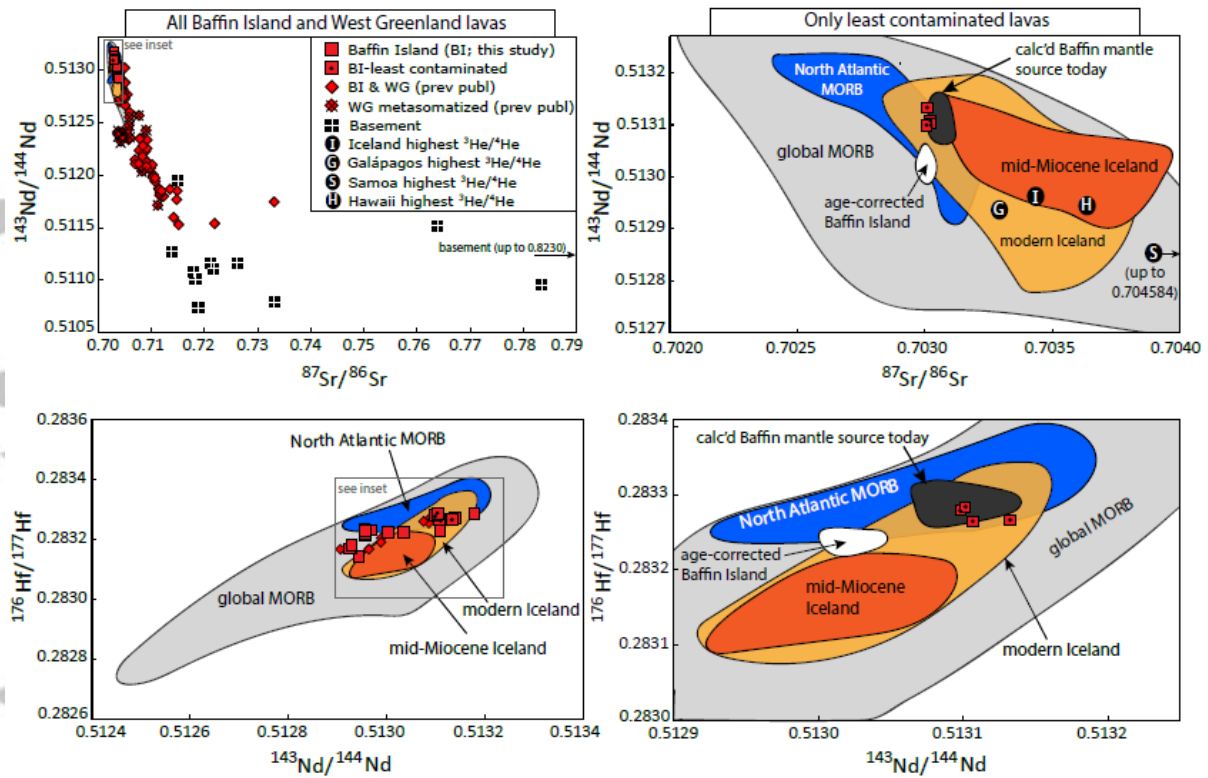 All Baffin Island and West Greenland lavas
see inset
Baffin Island (BI; this study)
BI-least contaminated
BI & WG (prev publ)
WG metasomatized (prev publ)
Basement
I Iceland highest ³He/⁴He
G Galápagos highest ³He/⁴He
S Samoa highest ³He/⁴He
H Hawaii highest ³He/⁴He
basement (up to 0.8230)
0.5130
0.5125
0.5120
0.5115
0.5110
0.5105
¹⁴³Nd/¹⁴⁴Nd
0.70 0.71 0.72 0.73 0.74 0.75 0.76 0.77 0.78 0.79
⁸⁷Sr/⁸⁶Sr
Only least contaminated lavas
calc'd Baffin mantle
source today
North Atlantic
MORB
global MORB
mid-Miocene Iceland
age-corrected
Baffin Island
G
I
H
modern Iceland
S
(up to
0.704584)
0.5132
0.5131
0.5130
0.5129
0.5128
0.5127
¹⁴³Nd/¹⁴⁴Nd
0.7020 0.7025 0.7030 0.7035 0.7040
⁸⁷Sr/⁸⁶Sr
0.2836
0.2834
0.2832
0.2830
0.2828
0.2826
¹⁷⁶Hf/¹⁷⁷Hf
North Atlantic MORB
see inset
global MORB
modern Iceland
mid-Miocene Iceland
0.5124 0.5126 0.5128 0.5130 0.5132 0.5134
¹⁴³Nd/¹⁴⁴Nd
0.2834
0.2833
0.2832
0.2831
0.2830
¹⁷⁶Hf/¹⁷⁷Hf
calc'd Baffin mantle source today
North Atlantic MORB
global MORB
age-corrected
Baffin Island
mid-Miocene
Iceland
modern Iceland
0.5129 0.5130 0.5131 0.5132
¹⁴³Nd/¹⁴⁴Nd